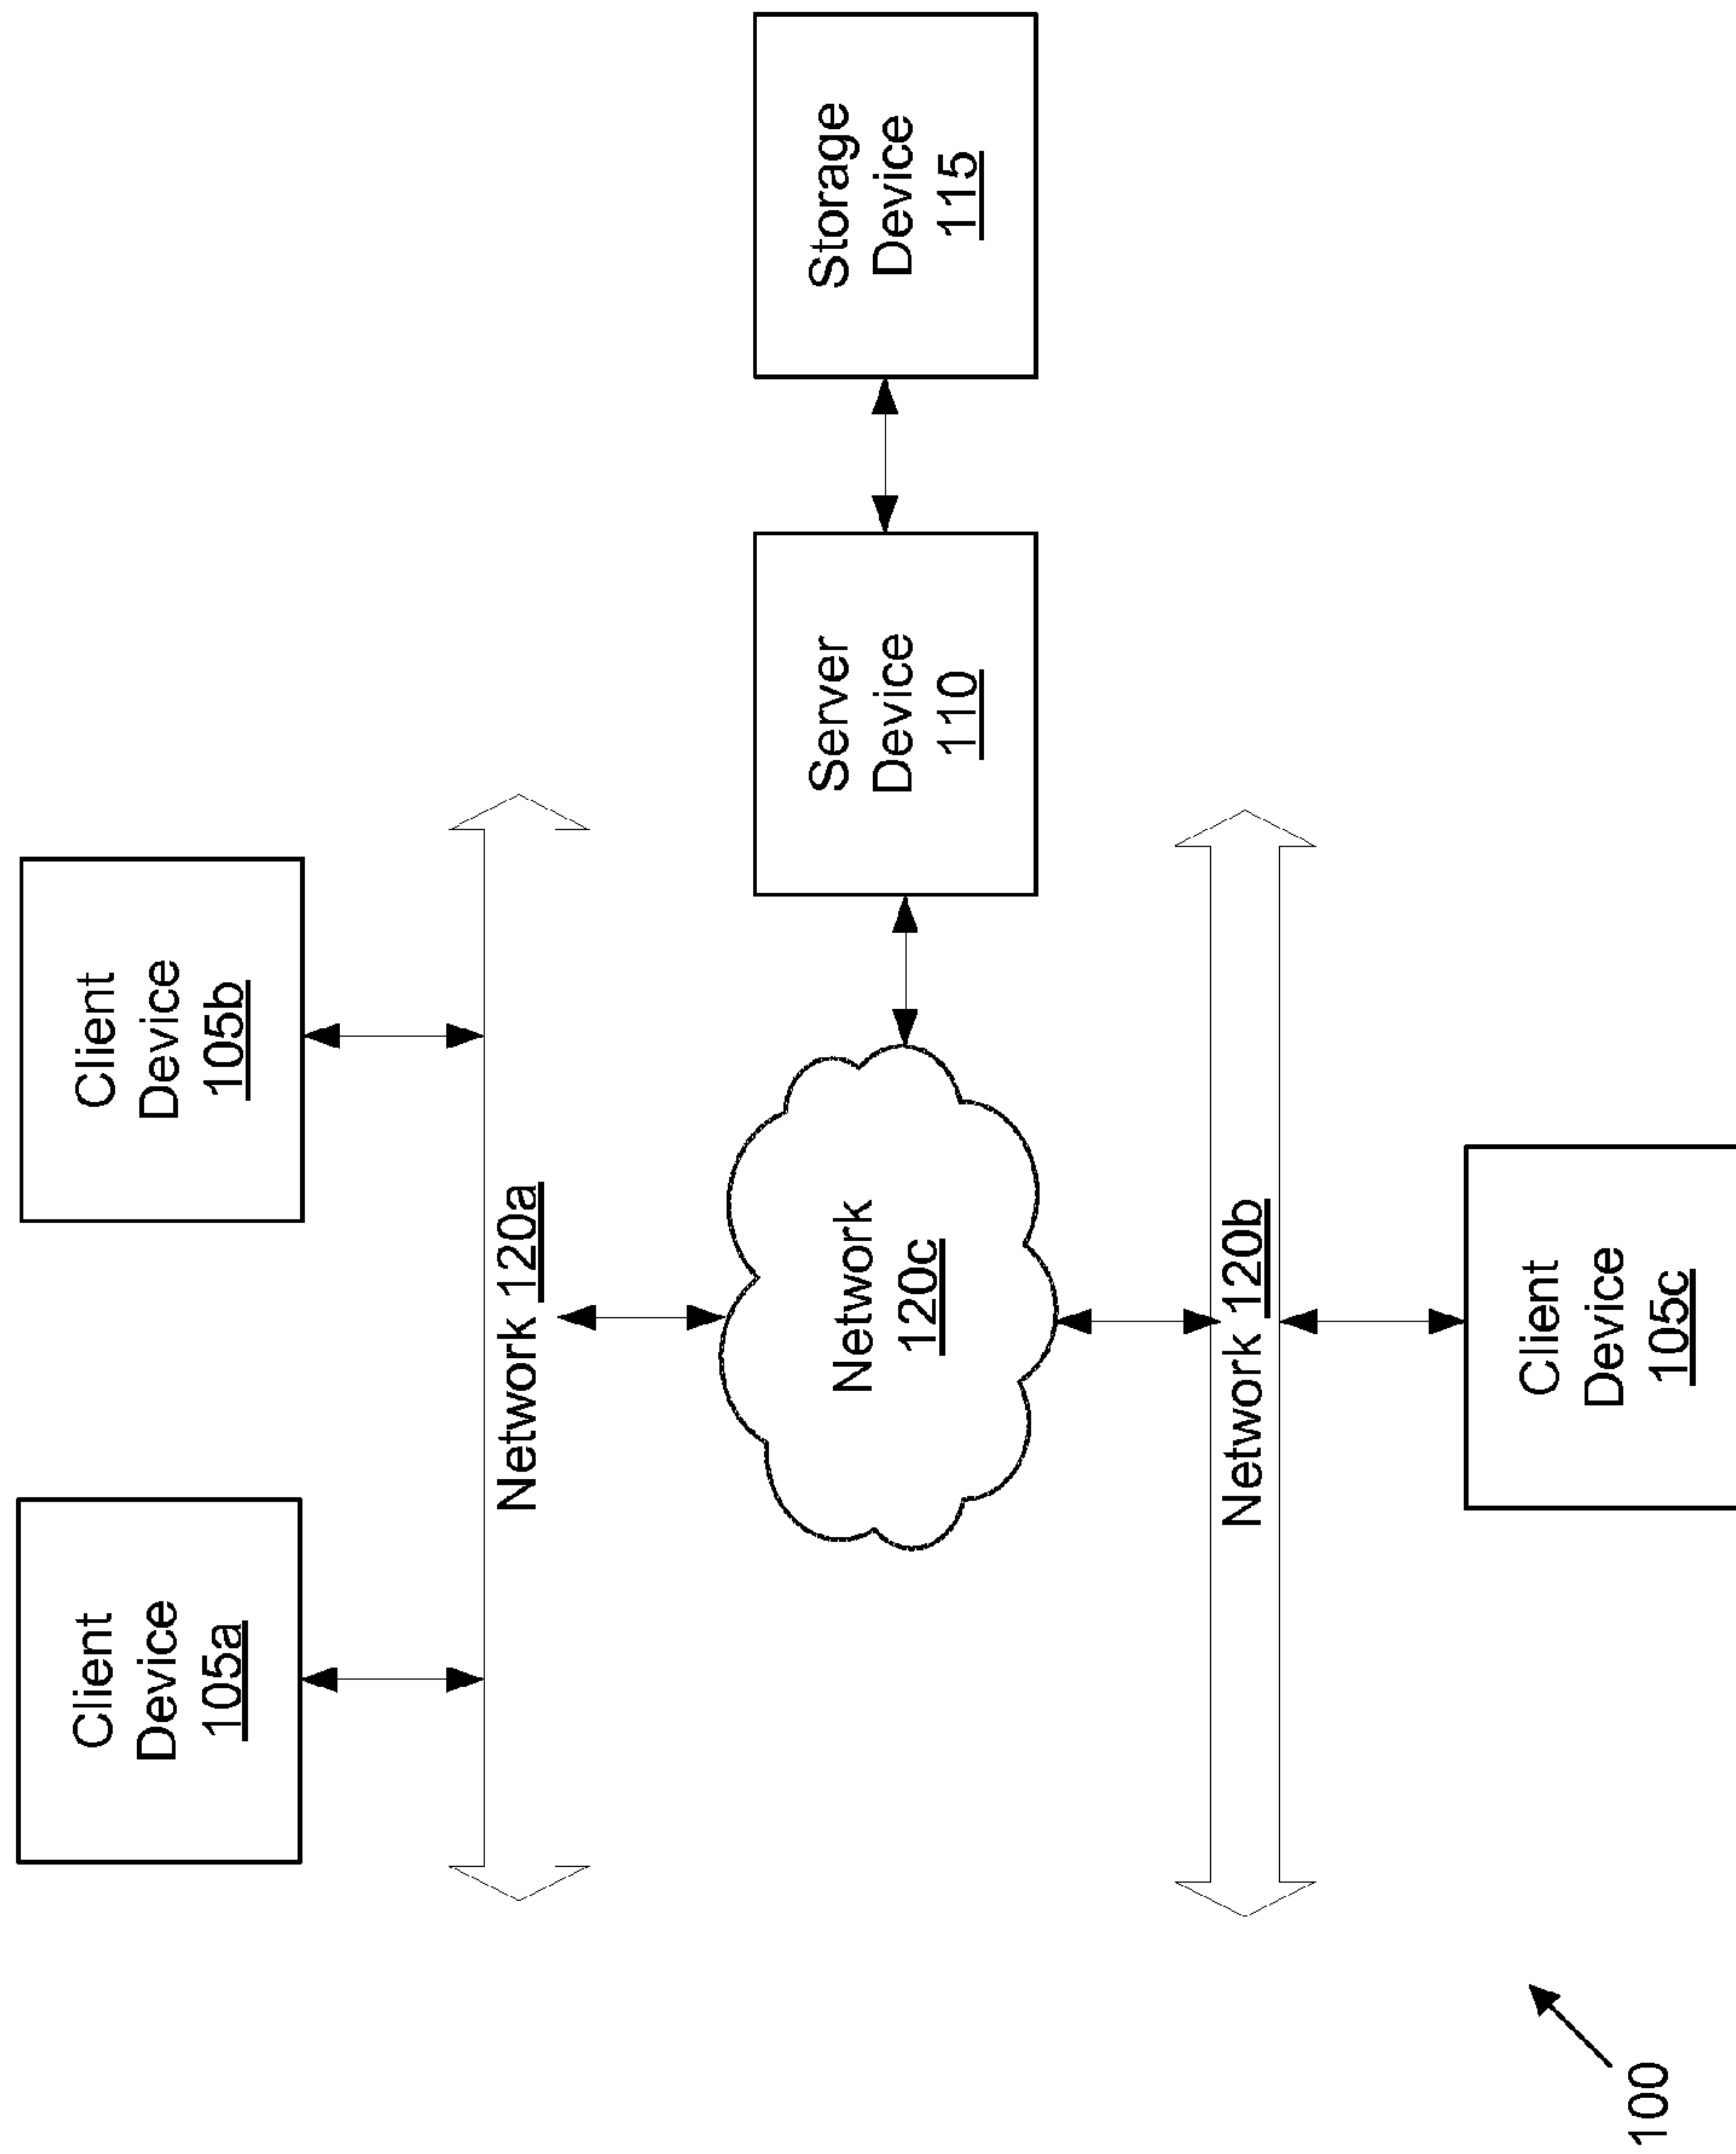 Client
Device
105a
Client
Device
105b
Network 120a
Network
120c
Server
Device
110
Storage
Device
115
Network 120b
Client
Device
105c
100